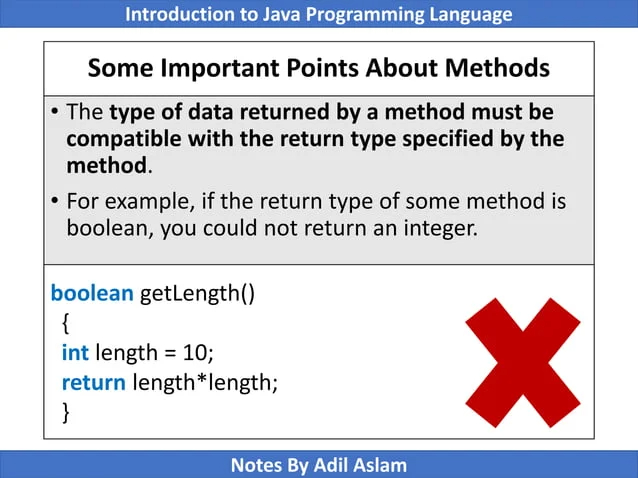 Introduction to Java Programming Language
Some Important Points About Methods
• The type of data returned by a method must be
compatible with the return type specified by the
method.
• For example, if the return type of some method is
boolean, you could not return an integer.
boolean getLength()
{
int length = 10;
return length*length;
}
Notes By Adil Aslam